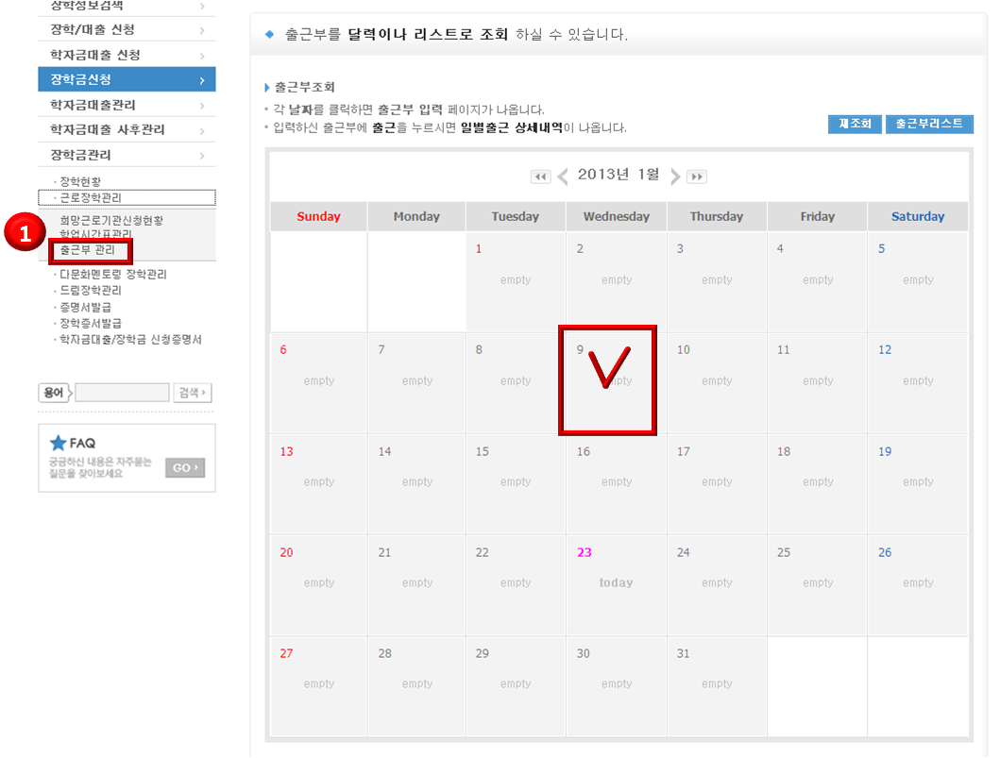 장학정보검색
장학/대출 신청
학자금대출 신청
장학금신청
학자금대출관리
학자금대출 사후관리
장학금관리
· 장학현황
· 근로장학관리
희망근로기관신청현황
학업시간표관리
출근부 관리
1
· 다문화멘토링 장학관리
· 드림장학관리
· 증명서발급
· 장학증서발급
· 학자금대출/장학금 신청증명서
용어
검색
FAQ
궁금하신 내용은 자주묻는
질문을 찾아보세요
GO
출근부를 달력이나 리스트로 조회 하실 수 있습니다.
출근부조회
각 날짜를 클릭하면 출근부 입력 페이지가 나옵니다.
입력하신 출근부에 출근을 누르시면 일별출근 상세내역이 나옵니다.
재조회 출근부리스트
2013년 1월
Sunday Monday Tuesday Wednesday Thursday Friday Saturday
1 2 3 4 5
empty empty empty empty empty
6 7 8 9 10 11 12
empty empty empty empty empty empty empty
13 14 15 16 17 18 19
empty empty empty empty empty empty empty
20 21 22 23 24 25 26
empty empty empty today empty empty empty
27 28 29 30 31
empty empty empty empty empty